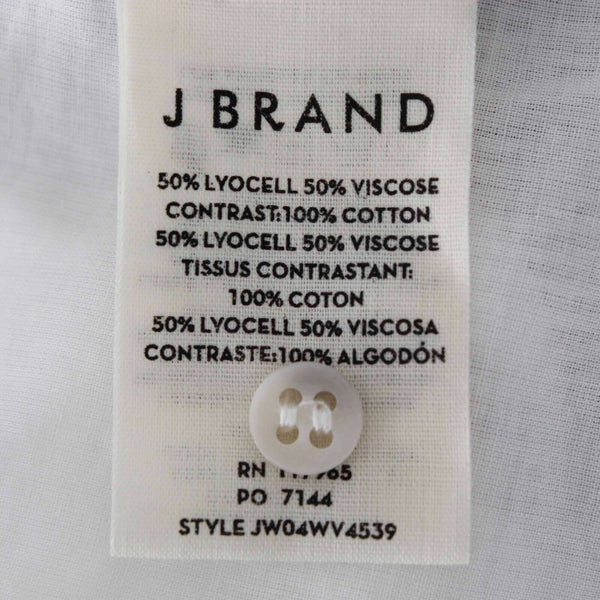 J BRAND
50% LYOCELL 50% VISCOSE
CONTRAST:100% COTTON
50% LYOCELL 50% VISCOSE
TISSUS CONTRASTANT:
100% COTON
50% LYOCELL 50% VISCOSA
CONTRASTE:100% ALGODÓN
RN
PO 7144
STYLE JW04WV4539